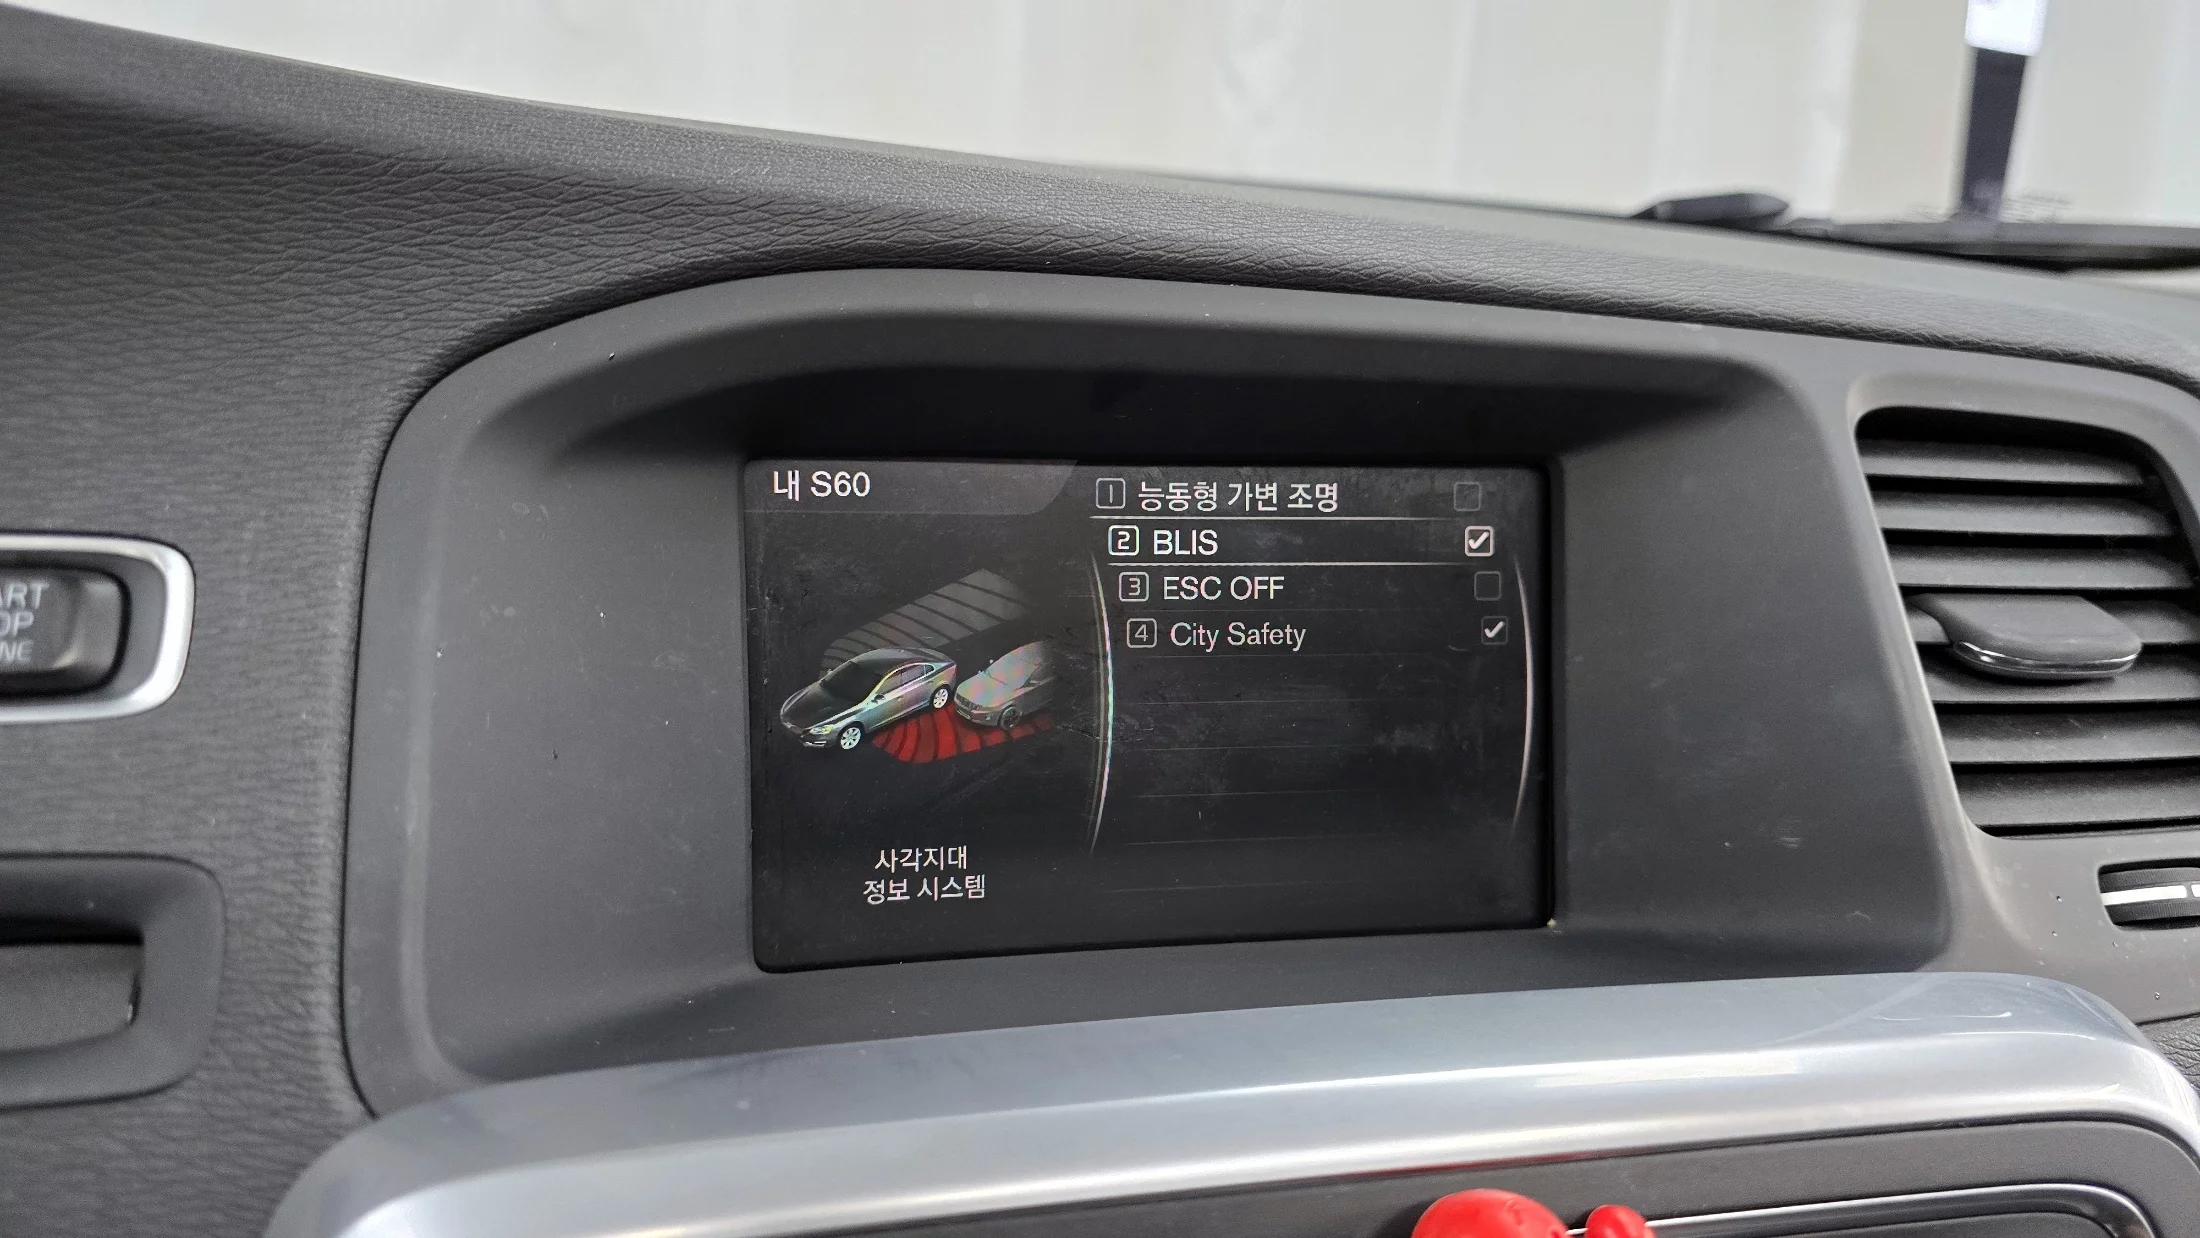 내 S60
1 능동형 가변 조명
2 BLIS
3 ESC OFF
4 City Safety
사각지대
정보 시스템